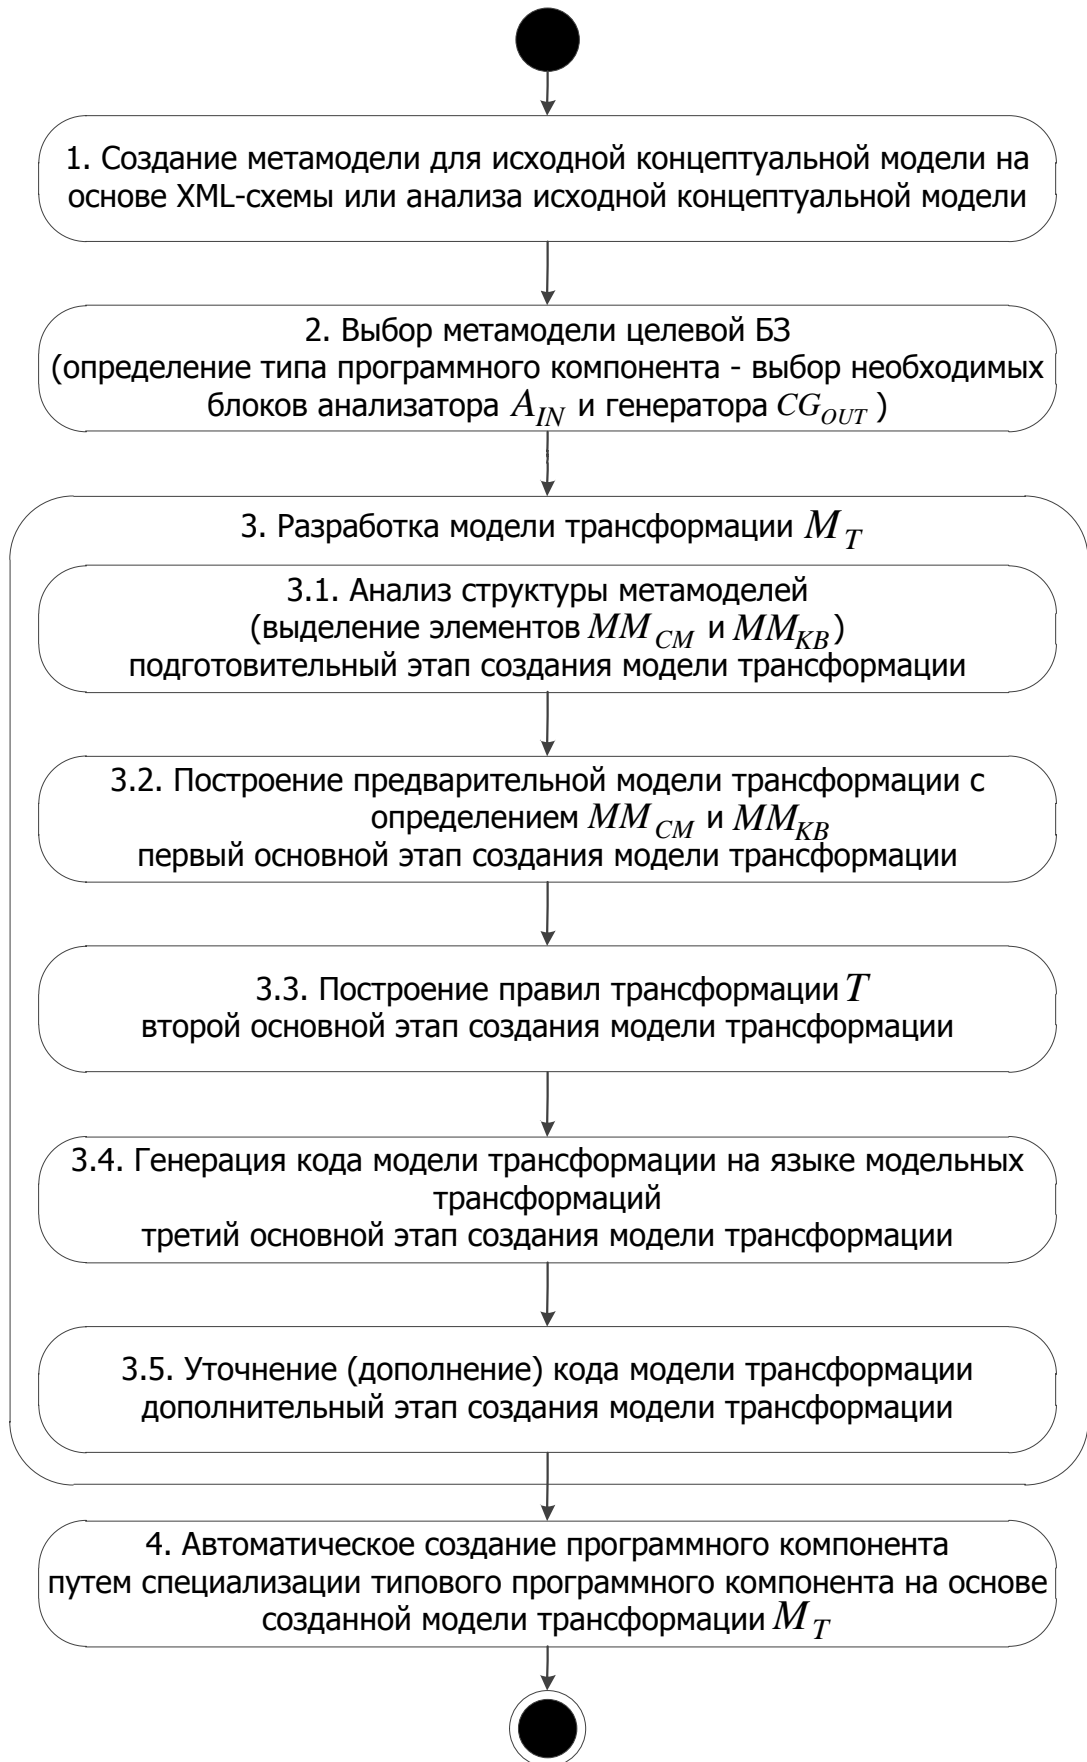 1. Создание метамодели для исходной концептуальной модели на
основе XML-схемы или анализа исходной концептуальной модели
2. Выбор метамодели целевой БЗ
(определение типа программного компонента - выбор необходимых
блоков анализатора A_IN и генератора CG_OUT )
3. Разработка модели трансформации M_T
3.1. Анализ структуры метамоделей
(выделение элементов MM_CM и MM_KB)
подготовительный этап создания модели трансформации
3.2. Построение предварительной модели трансформации с
определением MM_CM и MM_KB
первый основной этап создания модели трансформации
3.3. Построение правил трансформации T
второй основной этап создания модели трансформации
3.4. Генерация кода модели трансформации на языке модельных
трансформаций
третий основной этап создания модели трансформации
3.5. Уточнение (дополнение) кода модели трансформации
дополнительный этап создания модели трансформации
4. Автоматическое создание программного компонента
путем специализации типового программного компонента на основе
созданной модели трансформации M_T